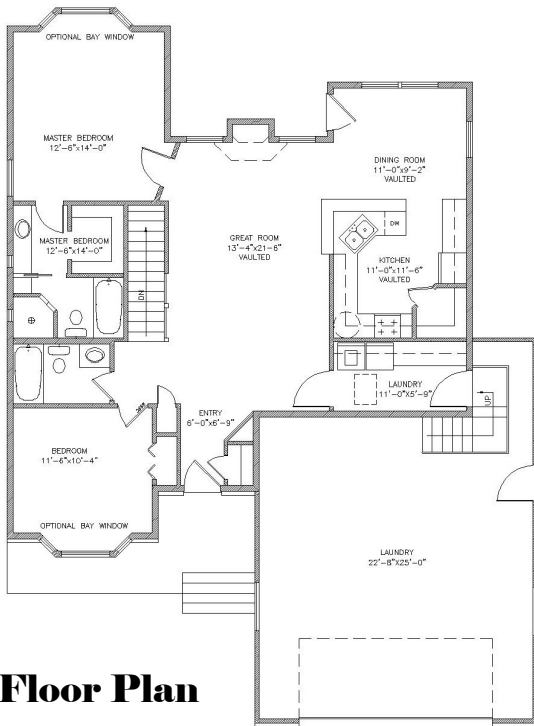 OPTIONAL BAY WINDOW
MASTER BEDROOM
12'-6"x14'-0"
DINING ROOM
11'-0"x9'-2"
VAULTED
DW
MASTER BEDROOM
12'-6"x14'-0"
GREAT ROOM
13'-4"x21'-6"
VAULTED
KITCHEN
11'-0"x11'-6"
VAULTED
DN
LAUNDRY
11'-0"X5'-9"
UP
ENTRY
6'-0"x6'-9"
BEDROOM
11'-6"x10'-4"
OPTIONAL BAY WINDOW
LAUNDRY
22'-8"X25'-0"
Floor Plan